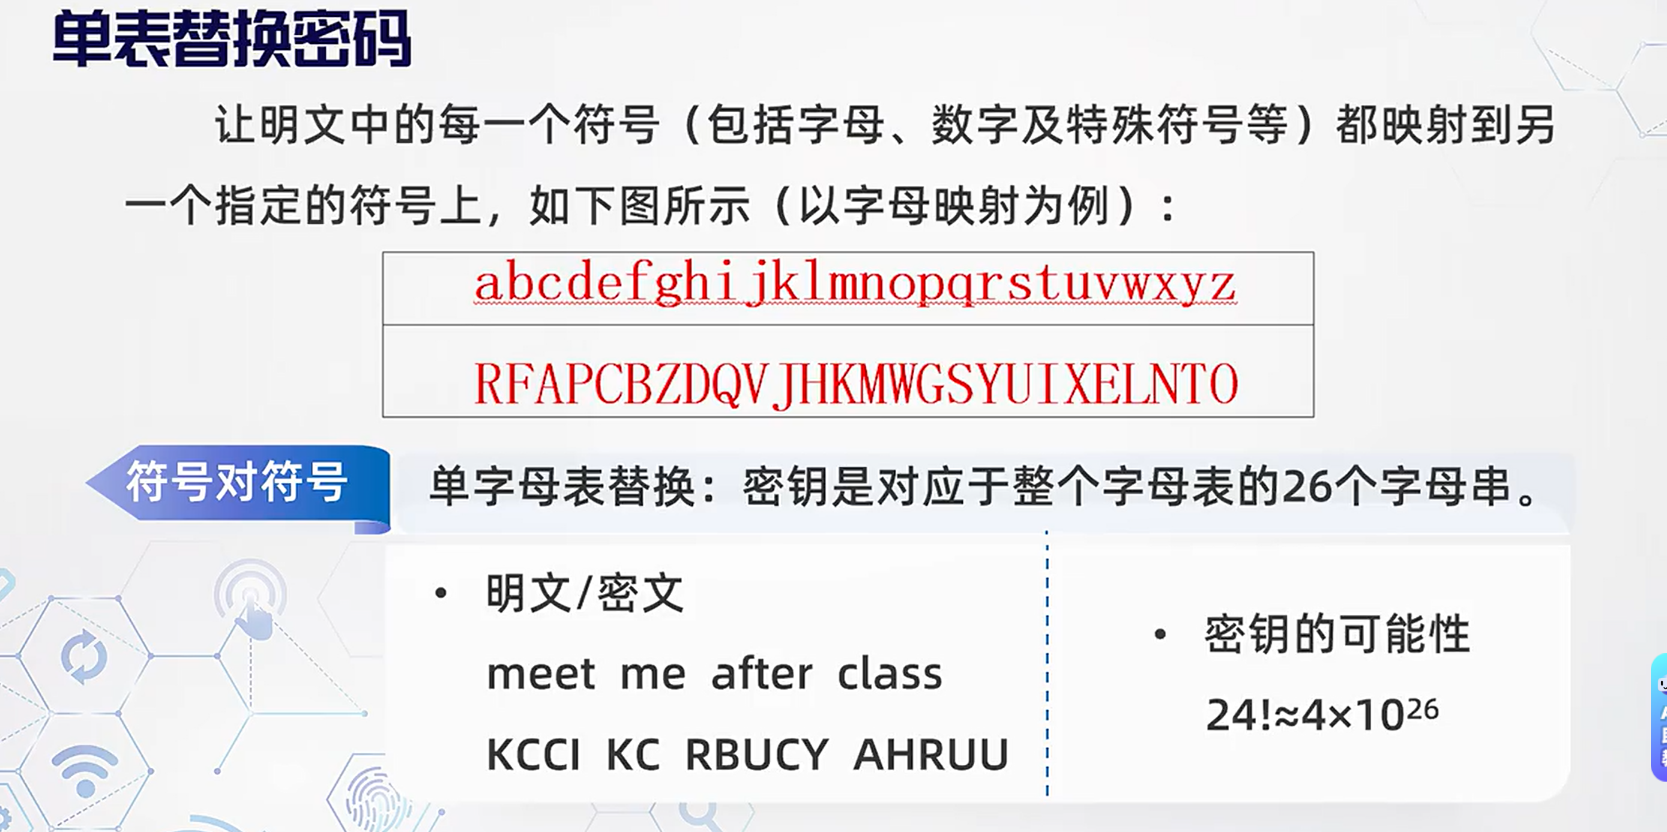 单表替换密码
让明文中的每一个符号（包括字母、数字及特殊符号等）都映射到另
一个指定的符号上，如下图所示（以字母映射为例）：
abcdefghijklmnopqrstuvwxyz
RFAPCBZDQVJHKMWGSYUIXELNTO
符号对符号
单字母表替换：密钥是对应于整个字母表的26个字母串。
• 明文/密文
meet me after class
KCCI KC RBUCY AHRUU
• 密钥的可能性
24!≈4×10²⁶